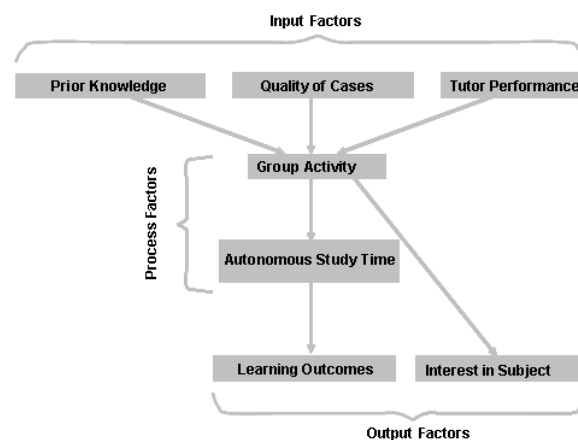 Input Factors
Prior Knowledge
Quality of Cases
Tutor Performance
Group Activity
Process Factors
Autonomous Study Time
Learning Outcomes
Interest in Subject
Output Factors